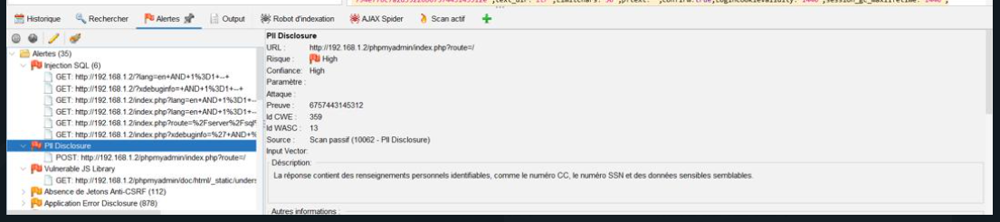 Historique Rechercher Alertes Output Robot d'indexation AJAX Spider Scan actif
Alertes (35)
Injection SQL (6)
GET: http://192.168.1.2/?lang=en+AND+1%3D1+--+
GET: http://192.168.1.2/?xdebuginfo=+AND+1%3D1+--+
GET: http://192.168.1.2/index.php?lang=en+AND+1%3D1+--
GET: http://192.168.1.2/index.php?lang=en+AND+1%3D1+--
GET: http://192.168.1.2/index.php?route=%2Fserver%2Fsql
GET: http://192.168.1.2/index.php?xdebuginfo=%27+AND+%
PII Disclosure
POST: http://192.168.1.2/phpmyadmin/index.php?route=/
Vulnerable JS Library
GET: http://192.168.1.2/phpmyadmin/doc/html/_static/unders
Absence de Jetons Anti-CSRF (112)
Application Error Disclosure (878)
PII Disclosure
URL : http://192.168.1.2/phpmyadmin/index.php?route=/
Risque : High
Confiance: High
Paramètre :
Attaque :
Preuve : 6757443145312
Id CWE : 359
Id WASC : 13
Source : Scan passif (10062 - PII Disclosure)
Input Vector:
Déscription:
La réponse contient des renseignements personnels identifiables, comme le numéro CC, le numéro SSN et des données sensibles semblables.
Autres informations :